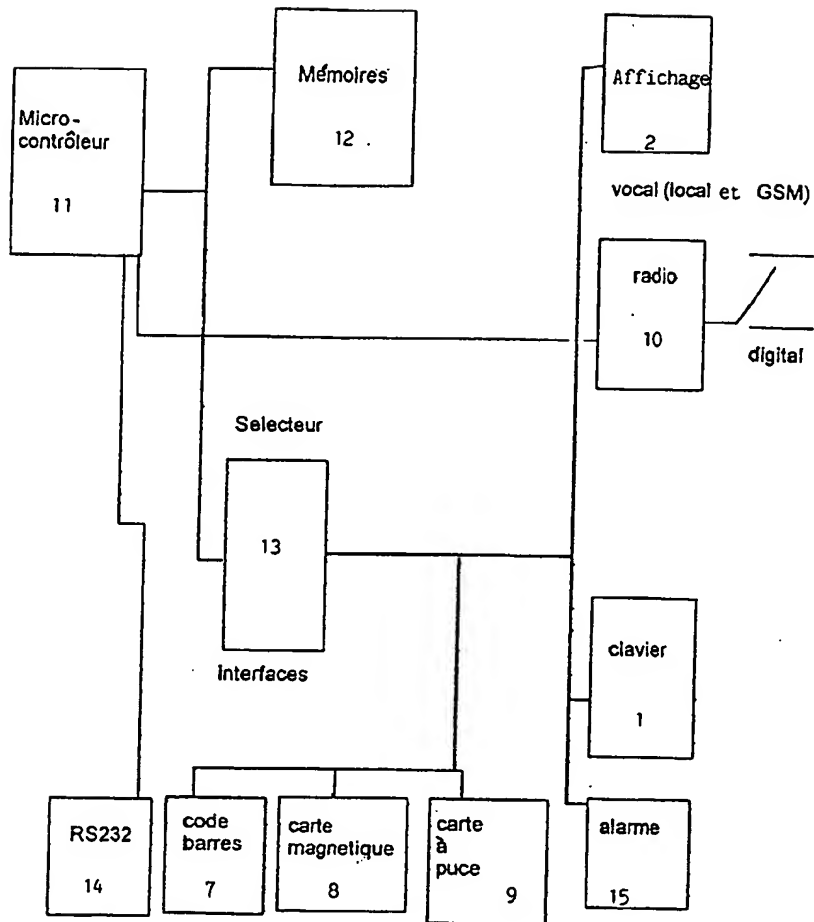 Micro-
contrôleur
11
Mémoires
12
Affichage
2
vocal (local et GSM)
radio
10
digital
Selecteur
13
Interfaces
clavier
1
RS232
14
code
barres
7
carte
magnetique
8
carte
à
puce
9
alarme
15